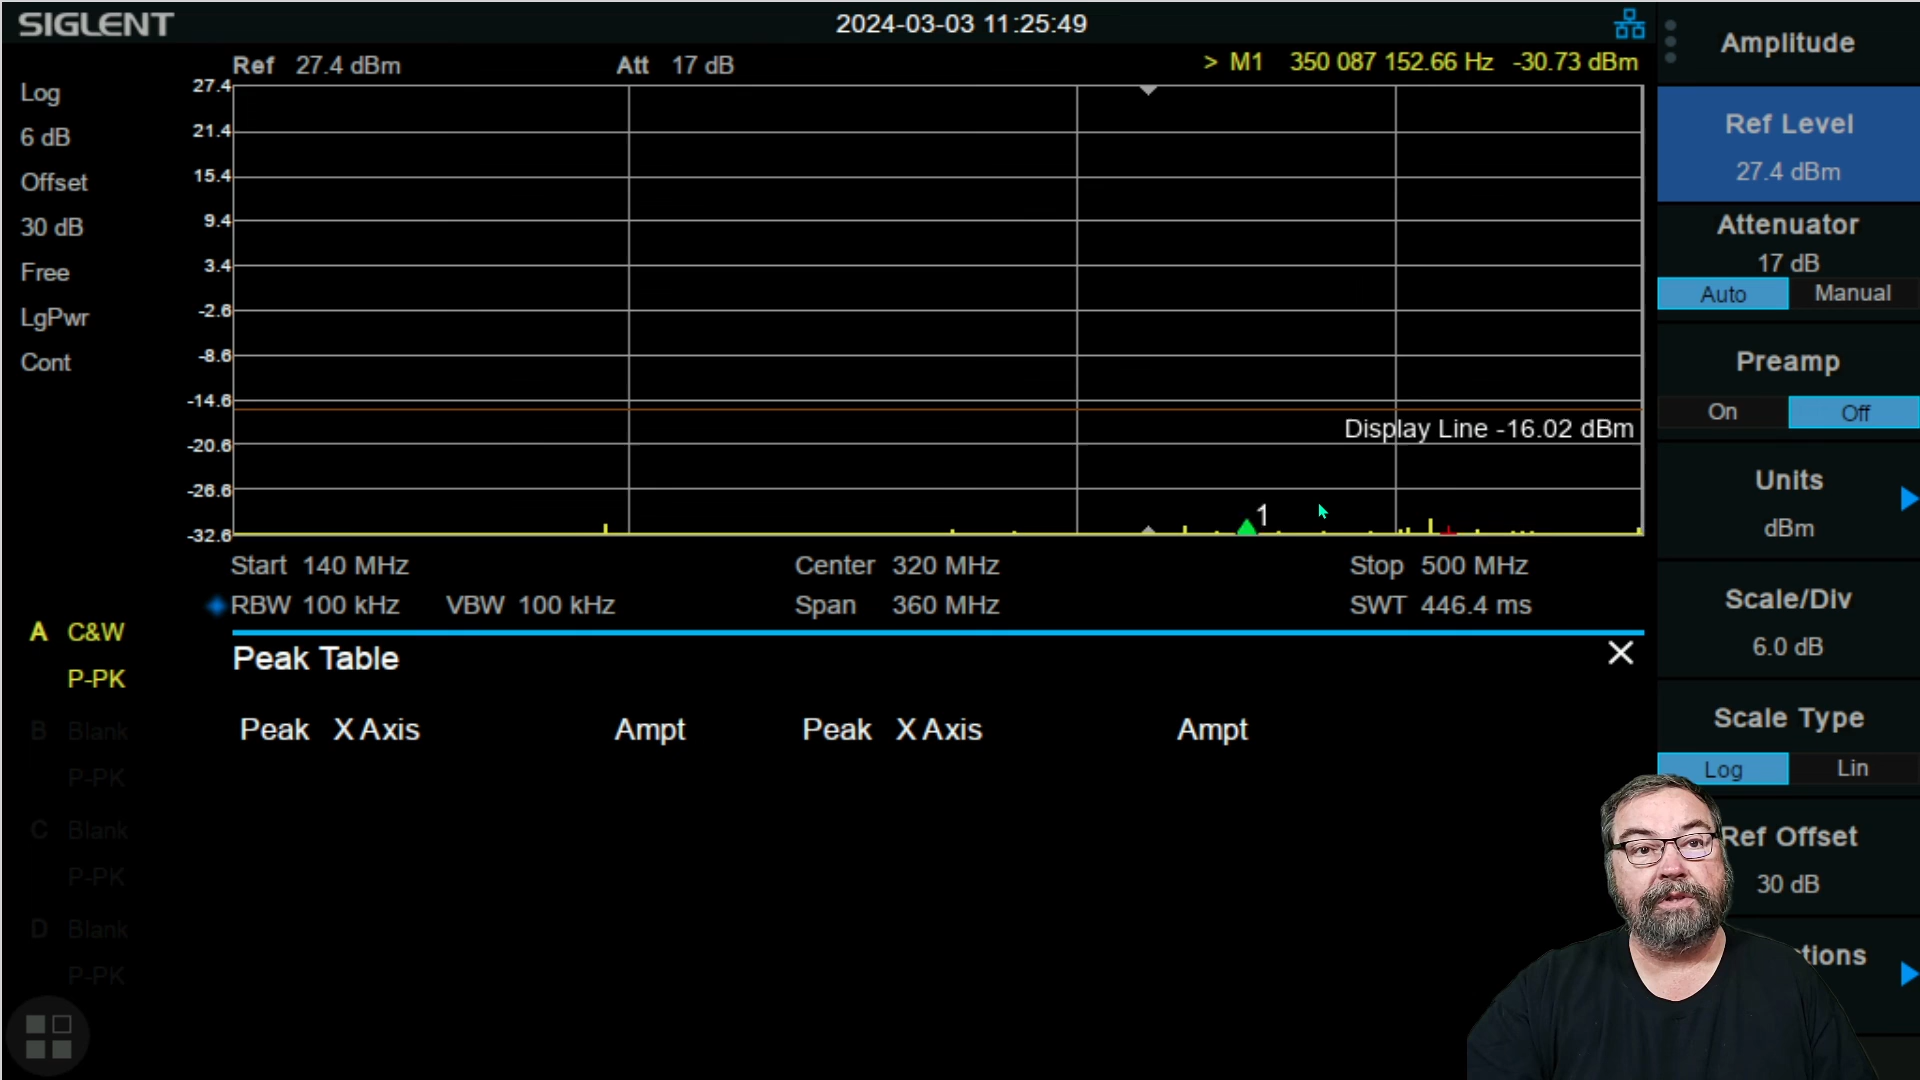 SIGLENT
2024-03-03 11:25:49
Amplitude
Ref 27.4 dBm Att 17 dB > M1 350 087 152.66 Hz -30.73 dBm
Log
6 dB
Offset
30 dB
Free
LgPwr
Cont
27.4
21.4
15.4
9.4
3.4
-2.6
-8.6
-14.6
-20.6
-26.6
-32.6
Display Line -16.02 dBm
1
Start 140 MHz Center 320 MHz Stop 500 MHz
RBW 100 kHz VBW 100 kHz Span 360 MHz SWT 446.4 ms
A C&W
P-PK
B Blank
P-PK
C Blank
P-PK
D Blank
P-PK
Peak Table
Peak X Axis Ampt Peak X Axis Ampt
Ref Level
27.4 dBm
Attenuator
17 dB
Auto Manual
Preamp
On Off
Units
dBm
Scale/Div
6.0 dB
Scale Type
Log Lin
Ref Offset
30 dB